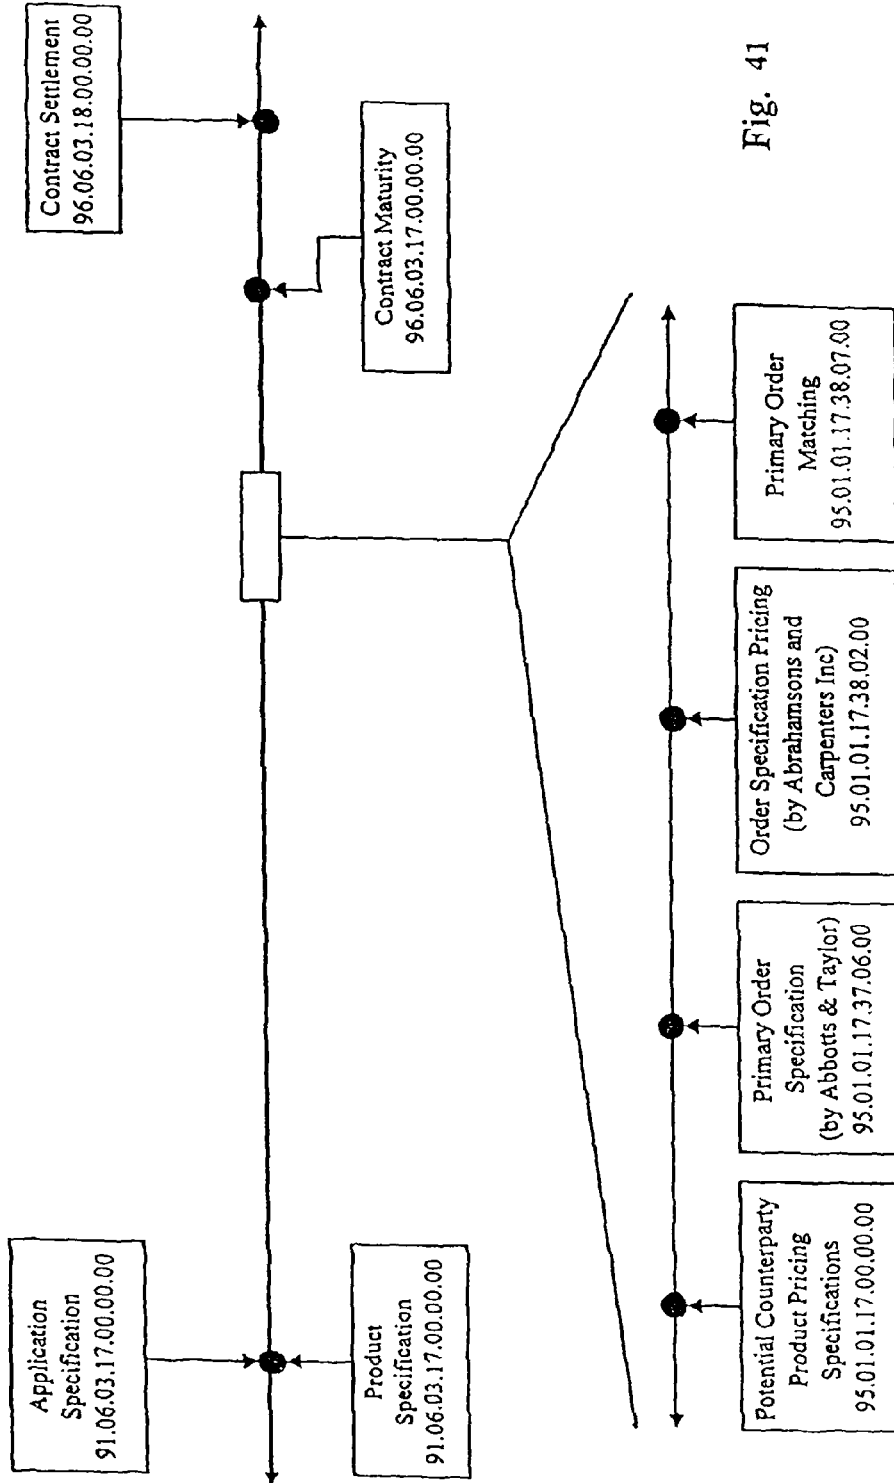 Application
Specification
91.06.03.17.00.00.00
Product
Specification
91.06.03.17.00.00.00
Contract Settlement
96.06.03.18.00.00.00
Contract Maturity
96.06.03.17.00.00.00
Potential Counterparty
Product Pricing
Specifications
95.01.01.17.00.00.00
Primary Order
Specification
(by Abbotts & Taylor)
95.01.01.17.37.06.00
Order Specification Pricing
(by Abrahamsons and
Carpenters Inc)
95.01.01.17.38.02.00
Primary Order
Matching
95.01.01.17.38.07.00
Fig. 41